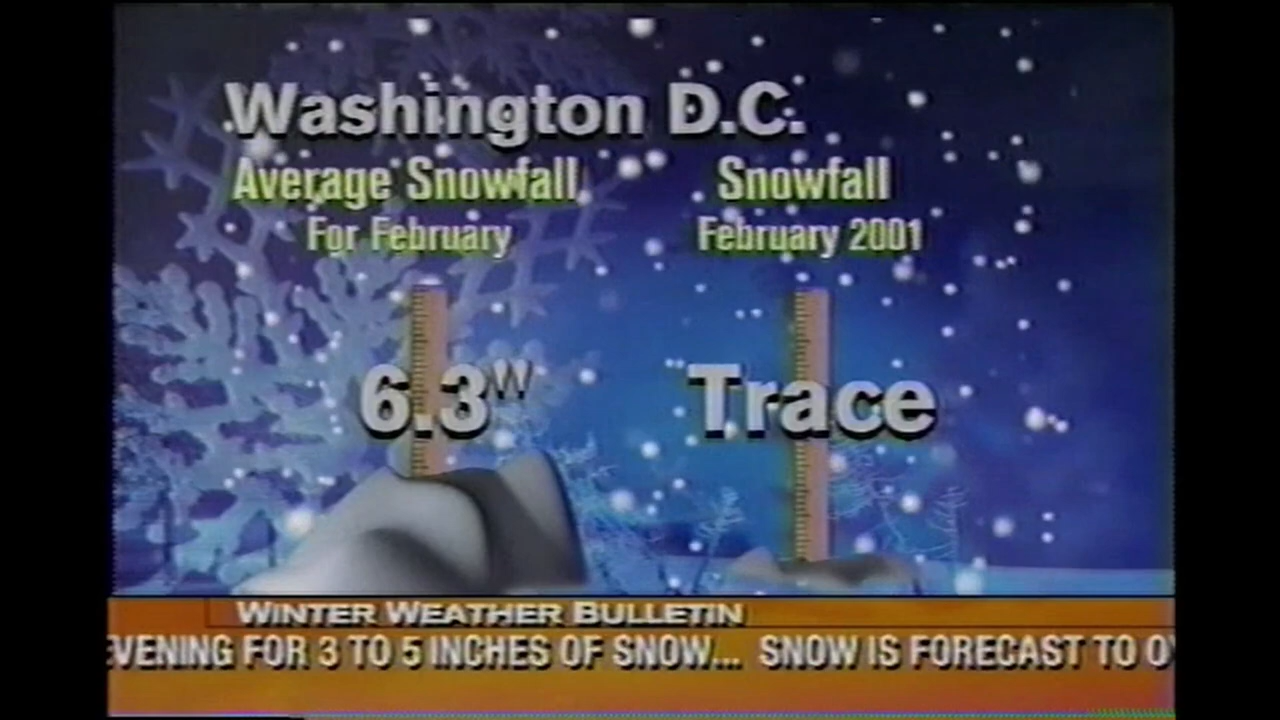 Washington D.C.
Average Snowfall
For February
6.3"
Snowfall
February 2001
Trace
WINTER WEATHER BULLETIN
VENING FOR 3 TO 5 INCHES OF SNOW... SNOW IS FORECAST TO